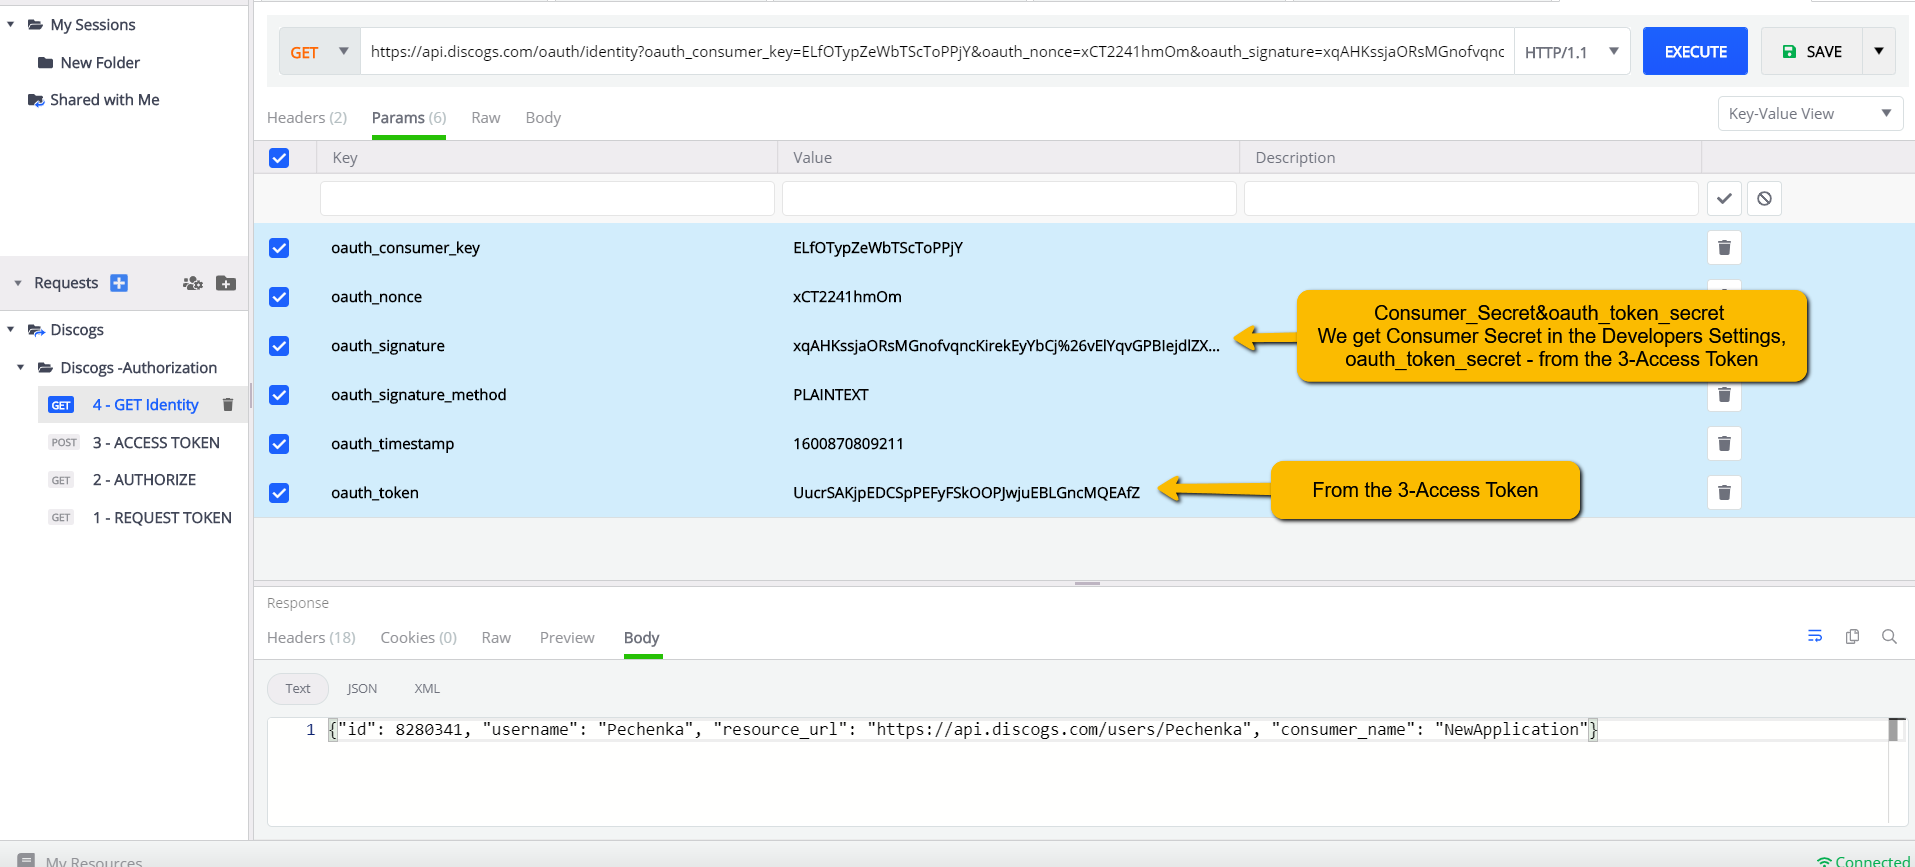 My Sessions
New Folder
Shared with Me
Requests
Discogs
Discogs -Authorization
GET 4 - GET Identity
POST 3 - ACCESS TOKEN
GET 2 - AUTHORIZE
GET 1 - REQUEST TOKEN
GET https://api.discogs.com/oauth/identity?oauth_consumer_key=ELfOTypZeWbTScToPPjY&oauth_nonce=xCT2241hmOm&oauth_signature=xqAHKssjaORsMGnofvqnc HTTP/1.1 EXECUTE SAVE
Headers (2) Params (6) Raw Body Key-Value View
Key Value Description
oauth_consumer_key ELfOTypZeWbTScToPPjY
oauth_nonce xCT2241hmOm
oauth_signature xqAHKssjaORsMGnofvqncKirekEyYbCj%26vElYqvGPBIejdlZX...
oauth_signature_method PLAINTEXT
oauth_timestamp 1600870809211
oauth_token UucrSAKjpEDCSpPEFyFSkOOPJwjuEBLGncMQEAfZ
Consumer_Secret&oauth_token_secret
We get Consumer Secret in the Developers Settings,
oauth_token_secret - from the 3-Access Token
From the 3-Access Token
Response
Headers (18) Cookies (0) Raw Preview Body
Text JSON XML
1 {"id": 8280341, "username": "Pechenka", "resource_url": "https://api.discogs.com/users/Pechenka", "consumer_name": "NewApplication"}
My Resources
Connected